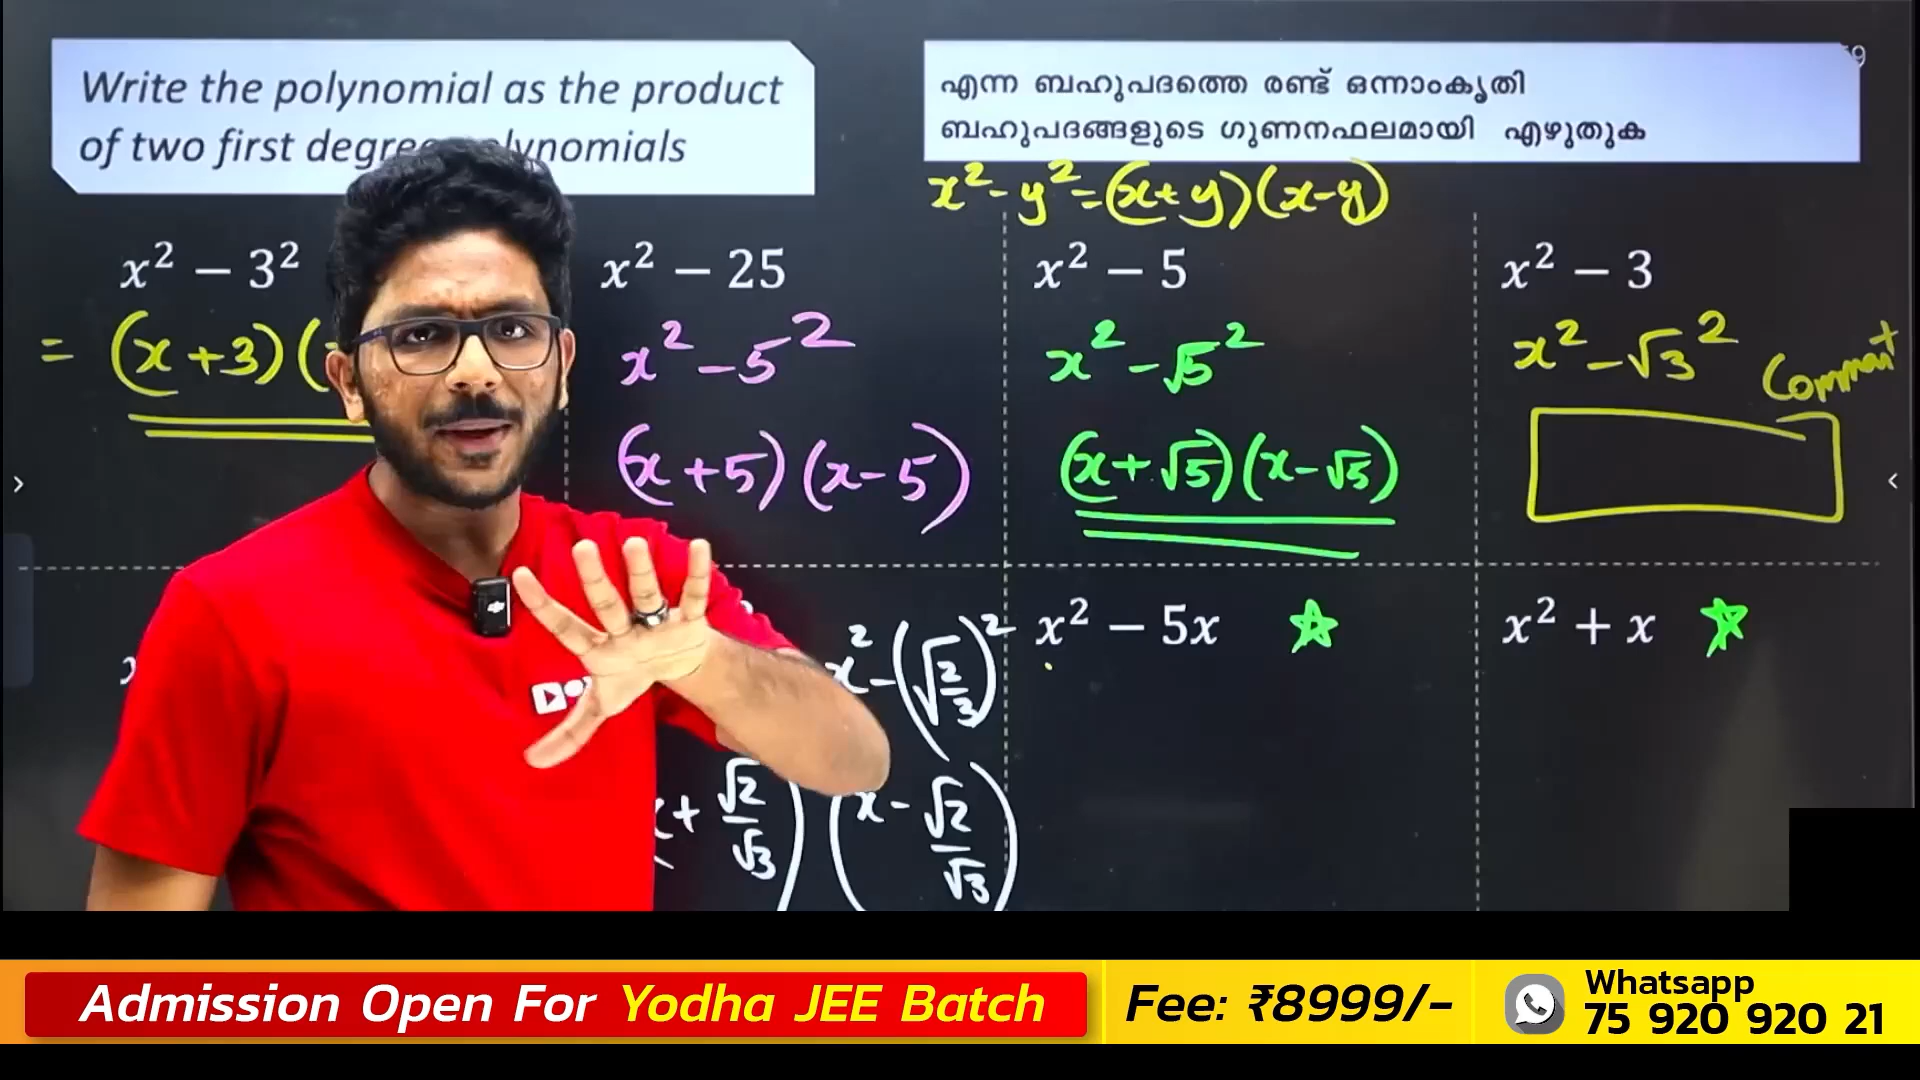 Write the polynomial as the product
of two first degree polynomials
എന്ന ബഹുപദത്തെ രണ്ട് ഒന്നാംകൃതി
ബഹുപദങ്ങളുടെ ഗുണനഫലമായി എഴുതുക
x² - y² = (x+y)(x-y)
x² − 3²
= (x+3)(
x² − 25
x² - 5²
(x+5)(x-5)
x² − 5
x² - √5²
(x+√5)(x-√5)
x² − 3
x² - √3²
Comment
x² - (√2/3)²
+ √2/√3) (x - √2/√3)
x² − 5x
x² + x
Admission Open For Yodha JEE Batch
Fee: ₹8999/-
Whatsapp
75 920 920 21